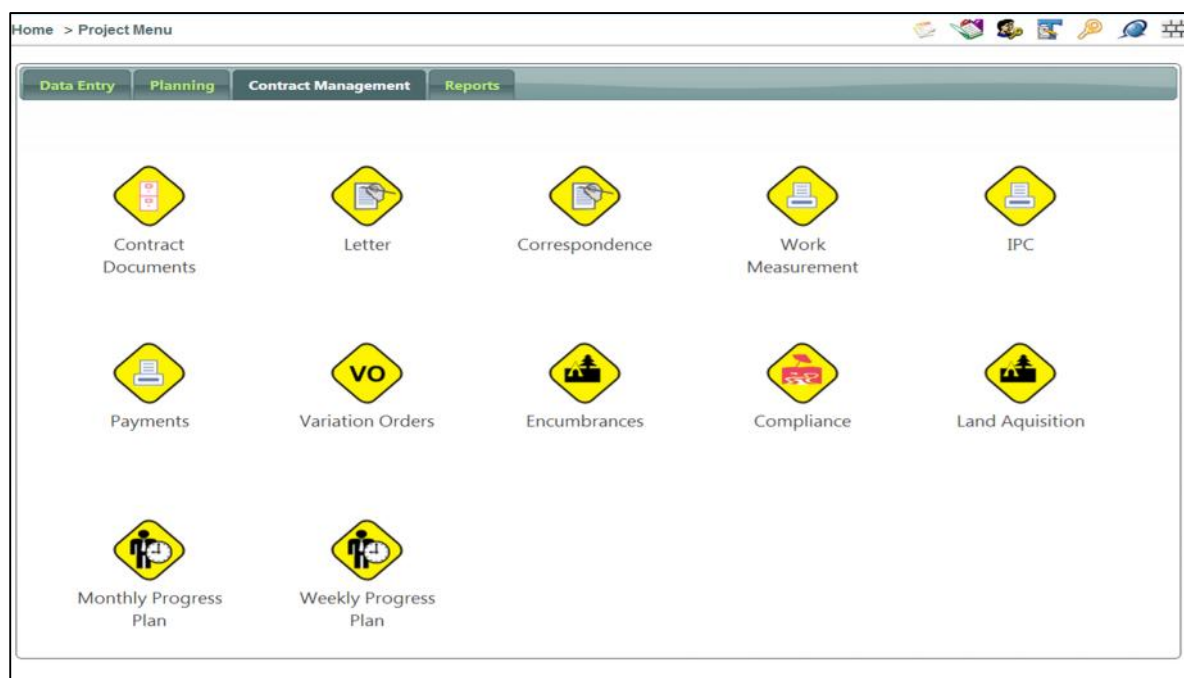 Home > Project Menu
Data Entry Planning Contract Management Reports
Contract Documents
Letter
Correspondence
Work Measurement
IPC
Payments
VO
Variation Orders
Encumbrances
Compliance
Land Aquisition
Monthly Progress Plan
Weekly Progress Plan